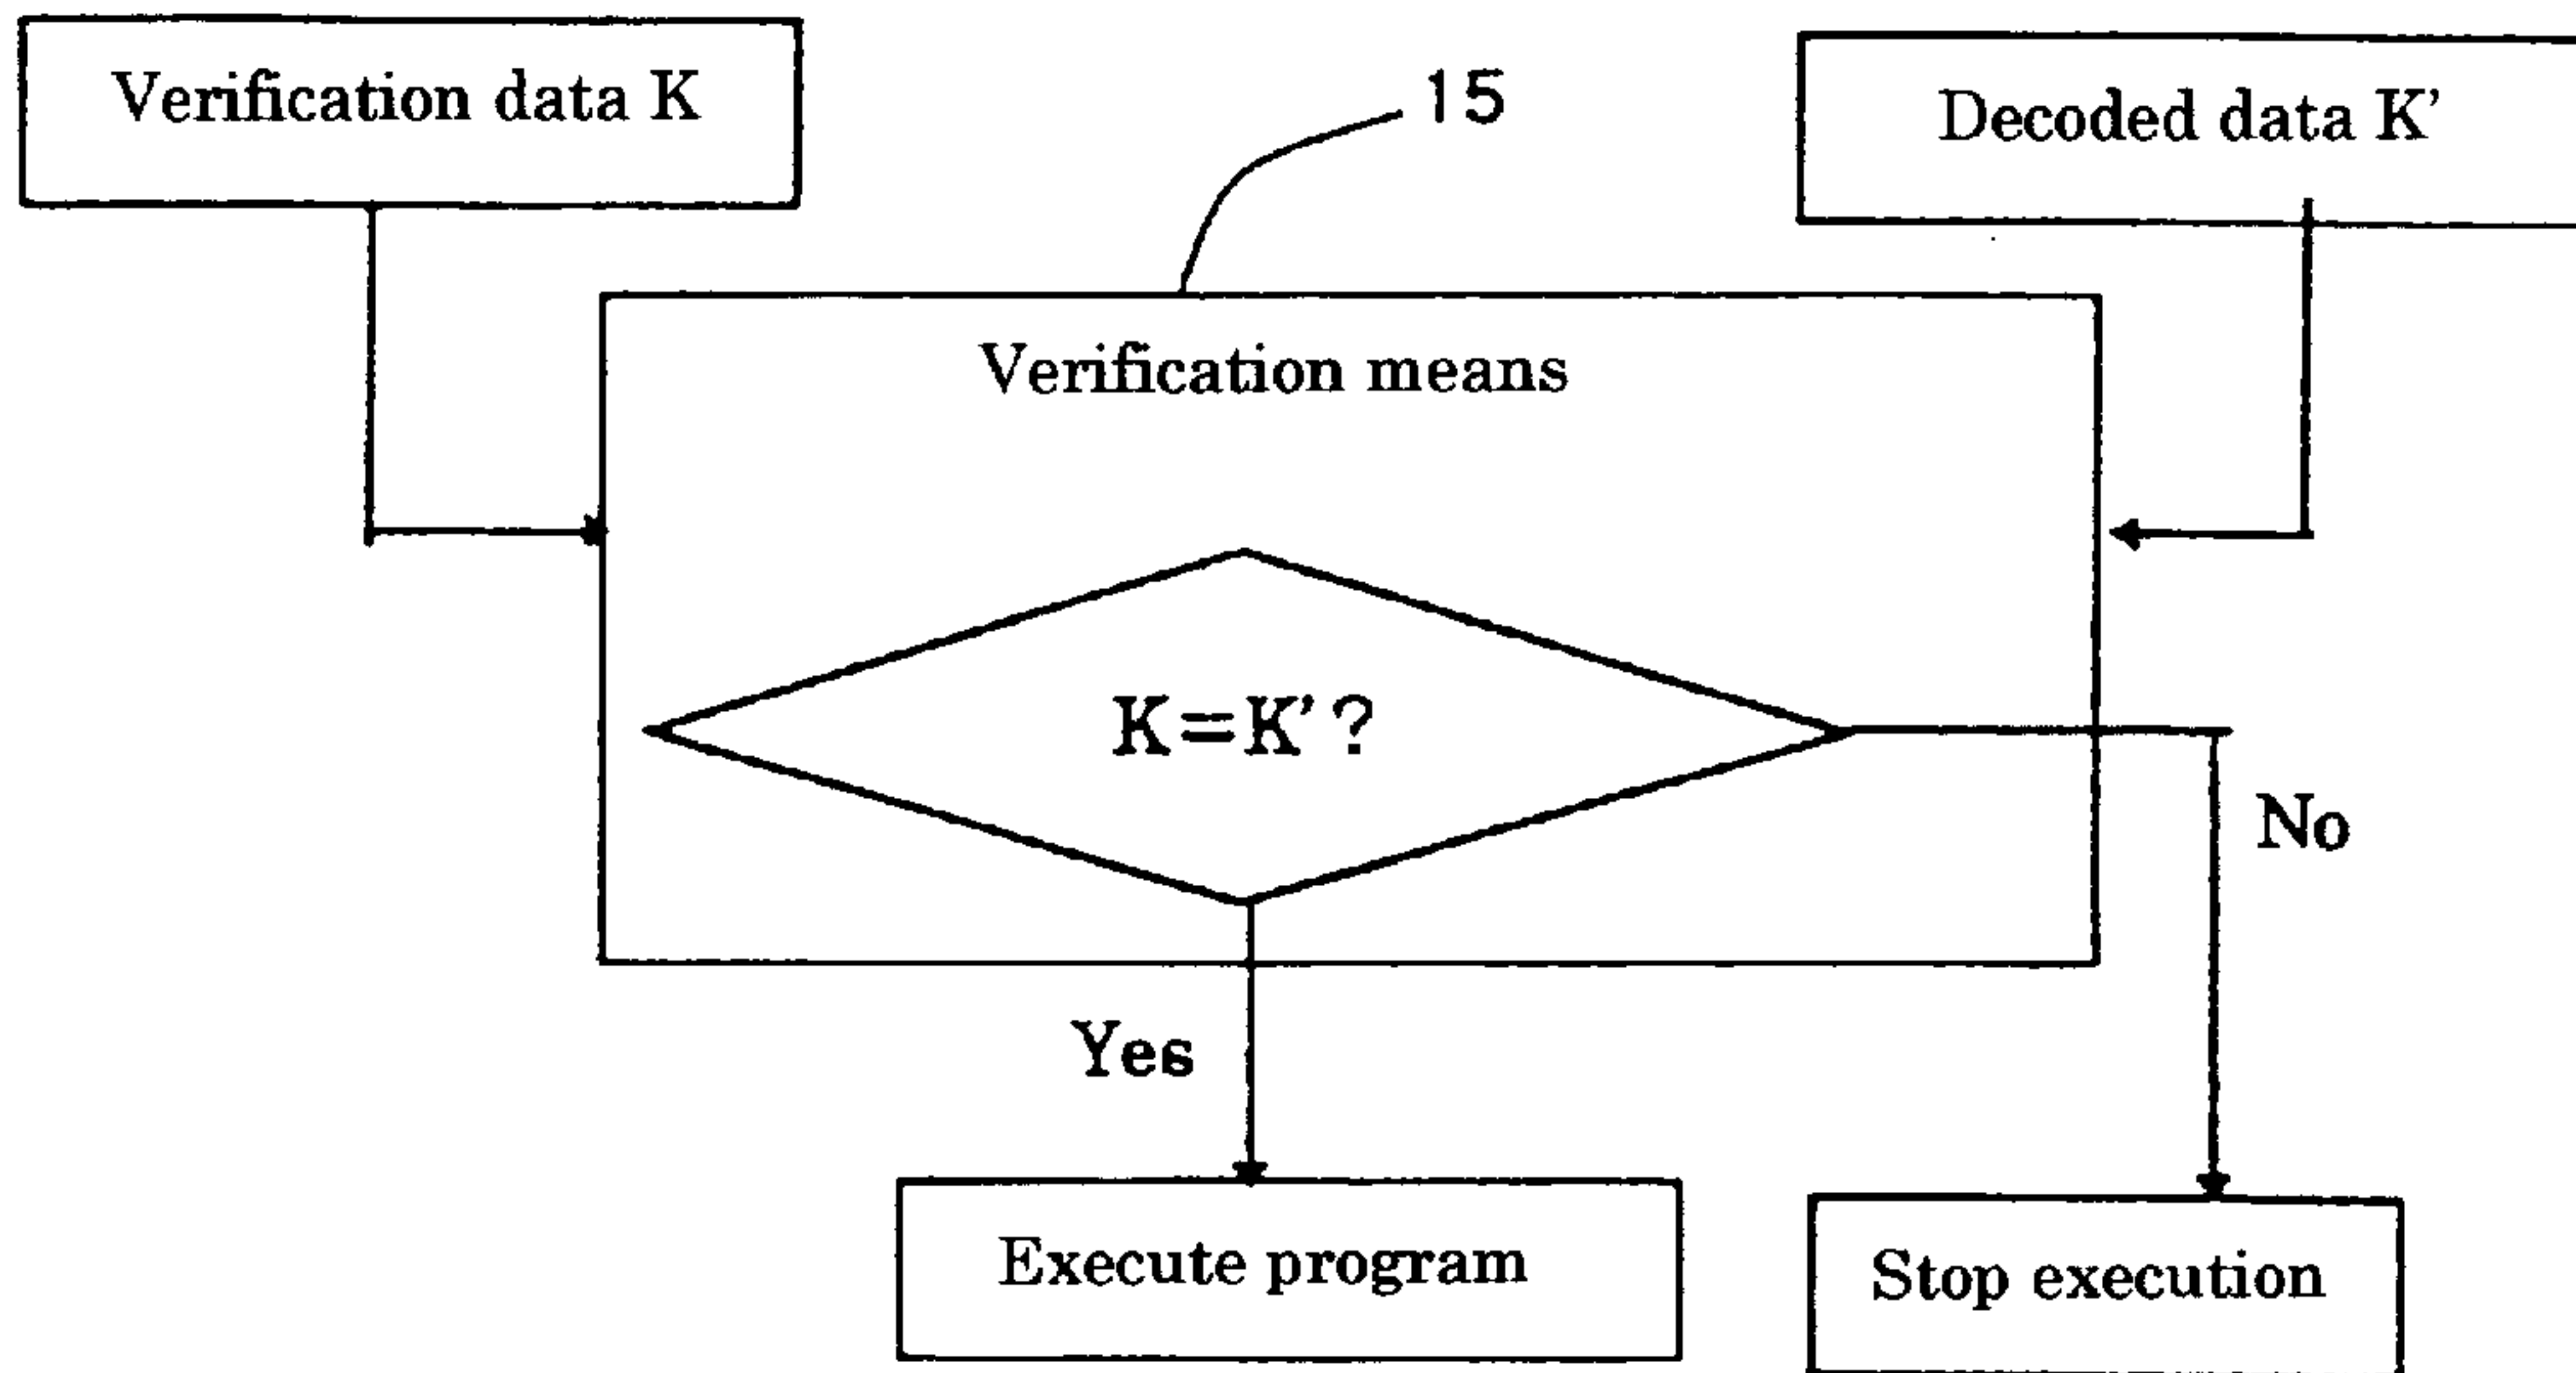 Verification data K
15
Decoded data K'
Verification means
K=K'?
No
Yes
Execute program
Stop execution